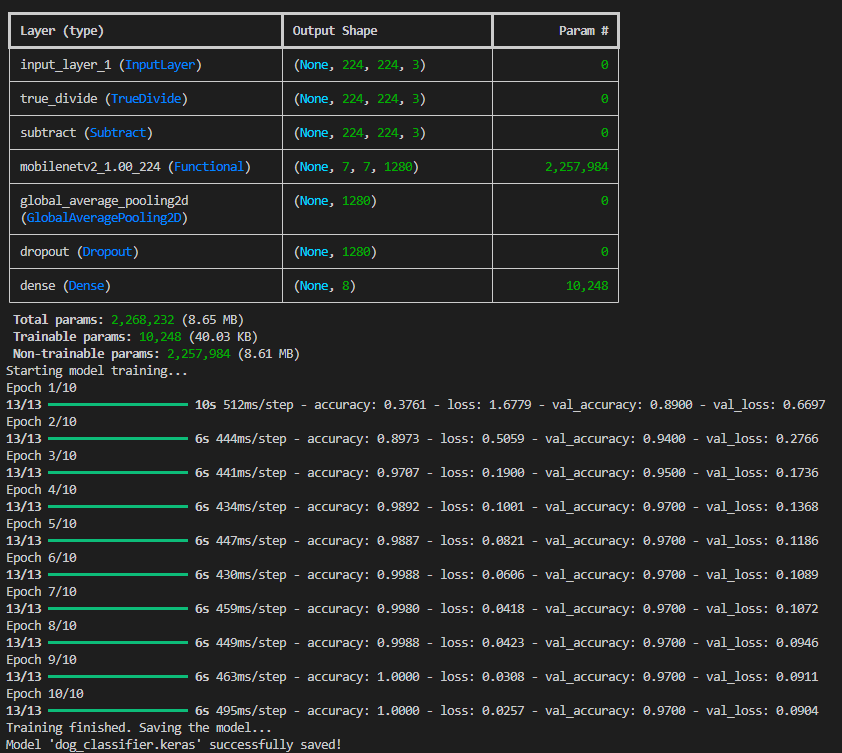 Layer (type) Output Shape Param #
input_layer_1 (InputLayer) (None, 224, 224, 3) 0
true_divide (TrueDivide) (None, 224, 224, 3) 0
subtract (Subtract) (None, 224, 224, 3) 0
mobilenetv2_1.00_224 (Functional) (None, 7, 7, 1280) 2,257,984
global_average_pooling2d (None, 1280) 0
(GlobalAveragePooling2D)
dropout (Dropout) (None, 1280) 0
dense (Dense) (None, 8) 10,248
Total params: 2,268,232 (8.65 MB)
Trainable params: 10,248 (40.03 KB)
Non-trainable params: 2,257,984 (8.61 MB)
Starting model training...
Epoch 1/10
13/13 10s 512ms/step - accuracy: 0.3761 - loss: 1.6779 - val_accuracy: 0.8900 - val_loss: 0.6697
Epoch 2/10
13/13 6s 444ms/step - accuracy: 0.8973 - loss: 0.5059 - val_accuracy: 0.9400 - val_loss: 0.2766
Epoch 3/10
13/13 6s 441ms/step - accuracy: 0.9707 - loss: 0.1900 - val_accuracy: 0.9500 - val_loss: 0.1736
Epoch 4/10
13/13 6s 434ms/step - accuracy: 0.9892 - loss: 0.1001 - val_accuracy: 0.9700 - val_loss: 0.1368
Epoch 5/10
13/13 6s 447ms/step - accuracy: 0.9887 - loss: 0.0821 - val_accuracy: 0.9700 - val_loss: 0.1186
Epoch 6/10
13/13 6s 430ms/step - accuracy: 0.9988 - loss: 0.0606 - val_accuracy: 0.9700 - val_loss: 0.1089
Epoch 7/10
13/13 6s 459ms/step - accuracy: 0.9980 - loss: 0.0418 - val_accuracy: 0.9700 - val_loss: 0.1072
Epoch 8/10
13/13 6s 449ms/step - accuracy: 0.9988 - loss: 0.0423 - val_accuracy: 0.9700 - val_loss: 0.0946
Epoch 9/10
13/13 6s 463ms/step - accuracy: 1.0000 - loss: 0.0308 - val_accuracy: 0.9700 - val_loss: 0.0911
Epoch 10/10
13/13 6s 495ms/step - accuracy: 1.0000 - loss: 0.0257 - val_accuracy: 0.9700 - val_loss: 0.0904
Training finished. Saving the model...
Model 'dog_classifier.keras' successfully saved!